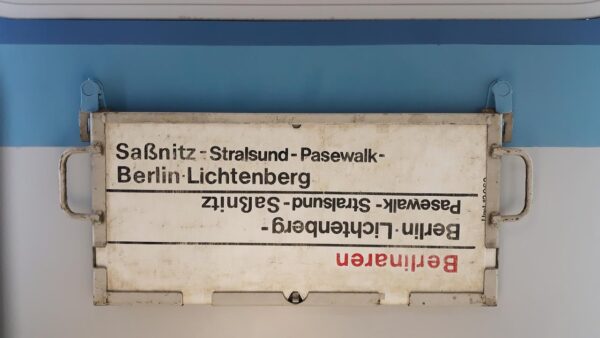 Saßnitz - Stralsund - Pasewalk -
Berlin-Lichtenberg
Berlinaren
Berlin-Lichtenberg -
Pasewalk - Stralsund - Saßnitz